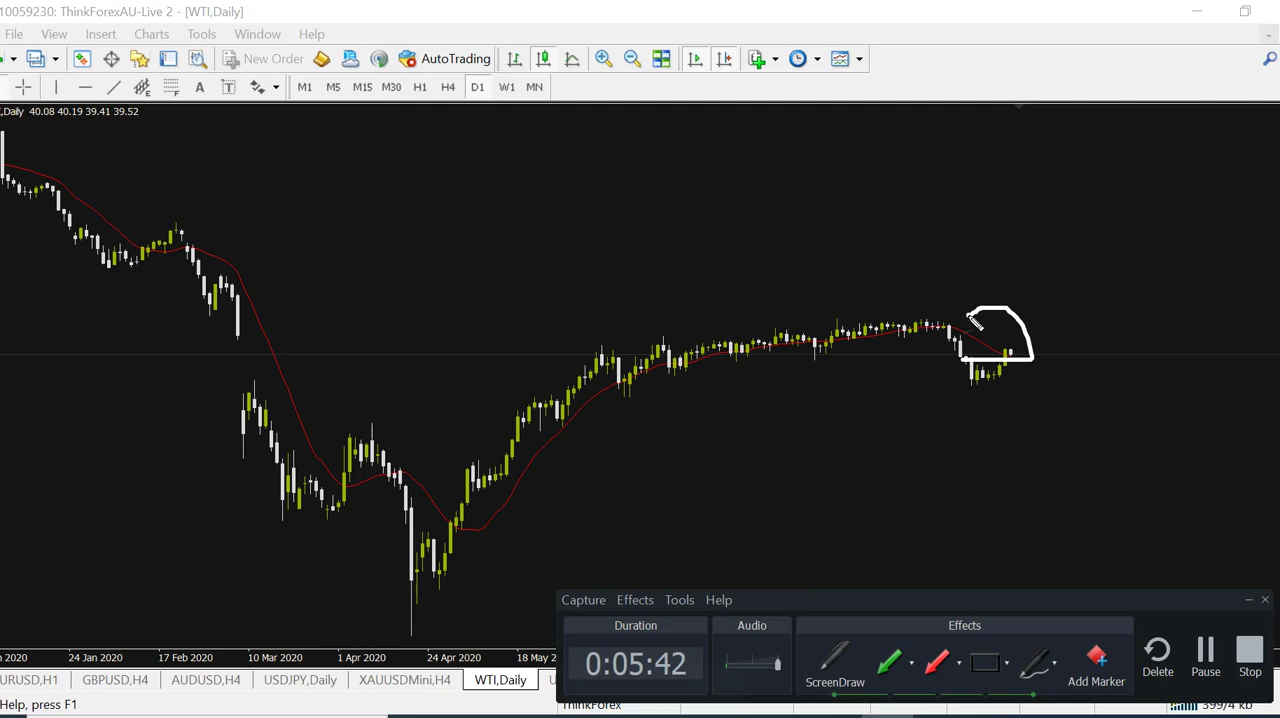 10059230: ThinkForexAU-Live 2 - [WTI,Daily]
File View Insert Charts Tools Window Help
New Order AutoTrading
A T M1 M5 M15 M30 H1 H4 D1 W1 MN
,Daily 40.08 40.19 39.41 39.52
2020 24 Jan 2020 17 Feb 2020 10 Mar 2020 1 Apr 2020 24 Apr 2020 18 May 2
URUSD,H1 GBPUSD,H4 AUDUSD,H4 USDJPY,Daily XAUUSDMini,H4 WTI,Daily U
Help, press F1 ThinkForex 399/4 kb
Capture Effects Tools Help
Duration Audio Effects
0:05:42
ScreenDraw Add Marker Delete Pause Stop